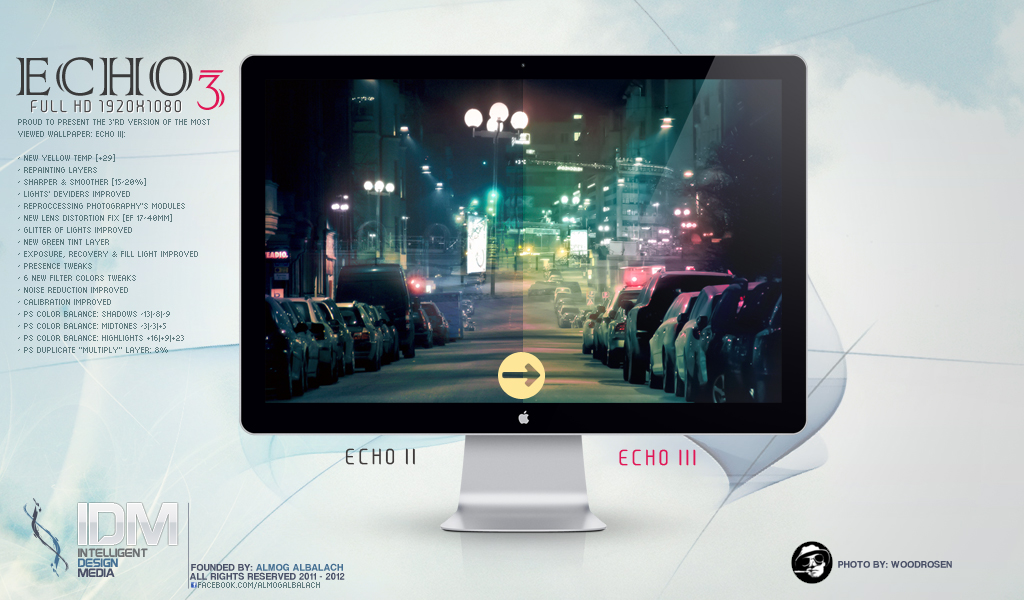 ECHO3
FULL HD 1920X1080
PROUD TO PRESENT THE 3'RD VERSION OF THE MOST
VIEWED WALLPAPER: ECHO II|:
- NEW YELLOW TEMP [+29]
- REPAINTING LAYERS
- SHARPER & SMOOTHER [15-20%]
- LIGHTS' DEVIDERS IMPROVED
- REPROCCESSING PHOTOGRAPHY'S MODULES
- NEW LENS DISTORTION FIX [EF 17-40MM]
- GLITTER OF LIGHTS IMPROVED
- NEW GREEN TINT LAYER
- EXPOSURE, RECOVERY & FILL LIGHT IMPROVED
- PRESENCE TWEAKS
- 6 NEW FILTER COLORS TWEAKS
- NOISE REDUCTION IMPROVED
- CALIBRATION IMPROVED
- PS COLOR BALANCE: SHADOWS -13|-8|-9
- PS COLOR BALANCE: MIDTONES -3|-3|+5
- PS COLOR BALANCE: HIGHLIGHTS +16|+9|+23
- PS DUPLICATE "MULTIPLY" LAYER: 8%
RADIO.
ECHO II
ECHO III
IDM
INTELLIGENT
DESIGN
MEDIA
FOUNDED BY: ALMOG ALBALACH
ALL RIGHTS RESERVED 2011 - 2012
FACEBOOK.COM/ALMOGALBALACH
PHOTO BY: WOODROSEN